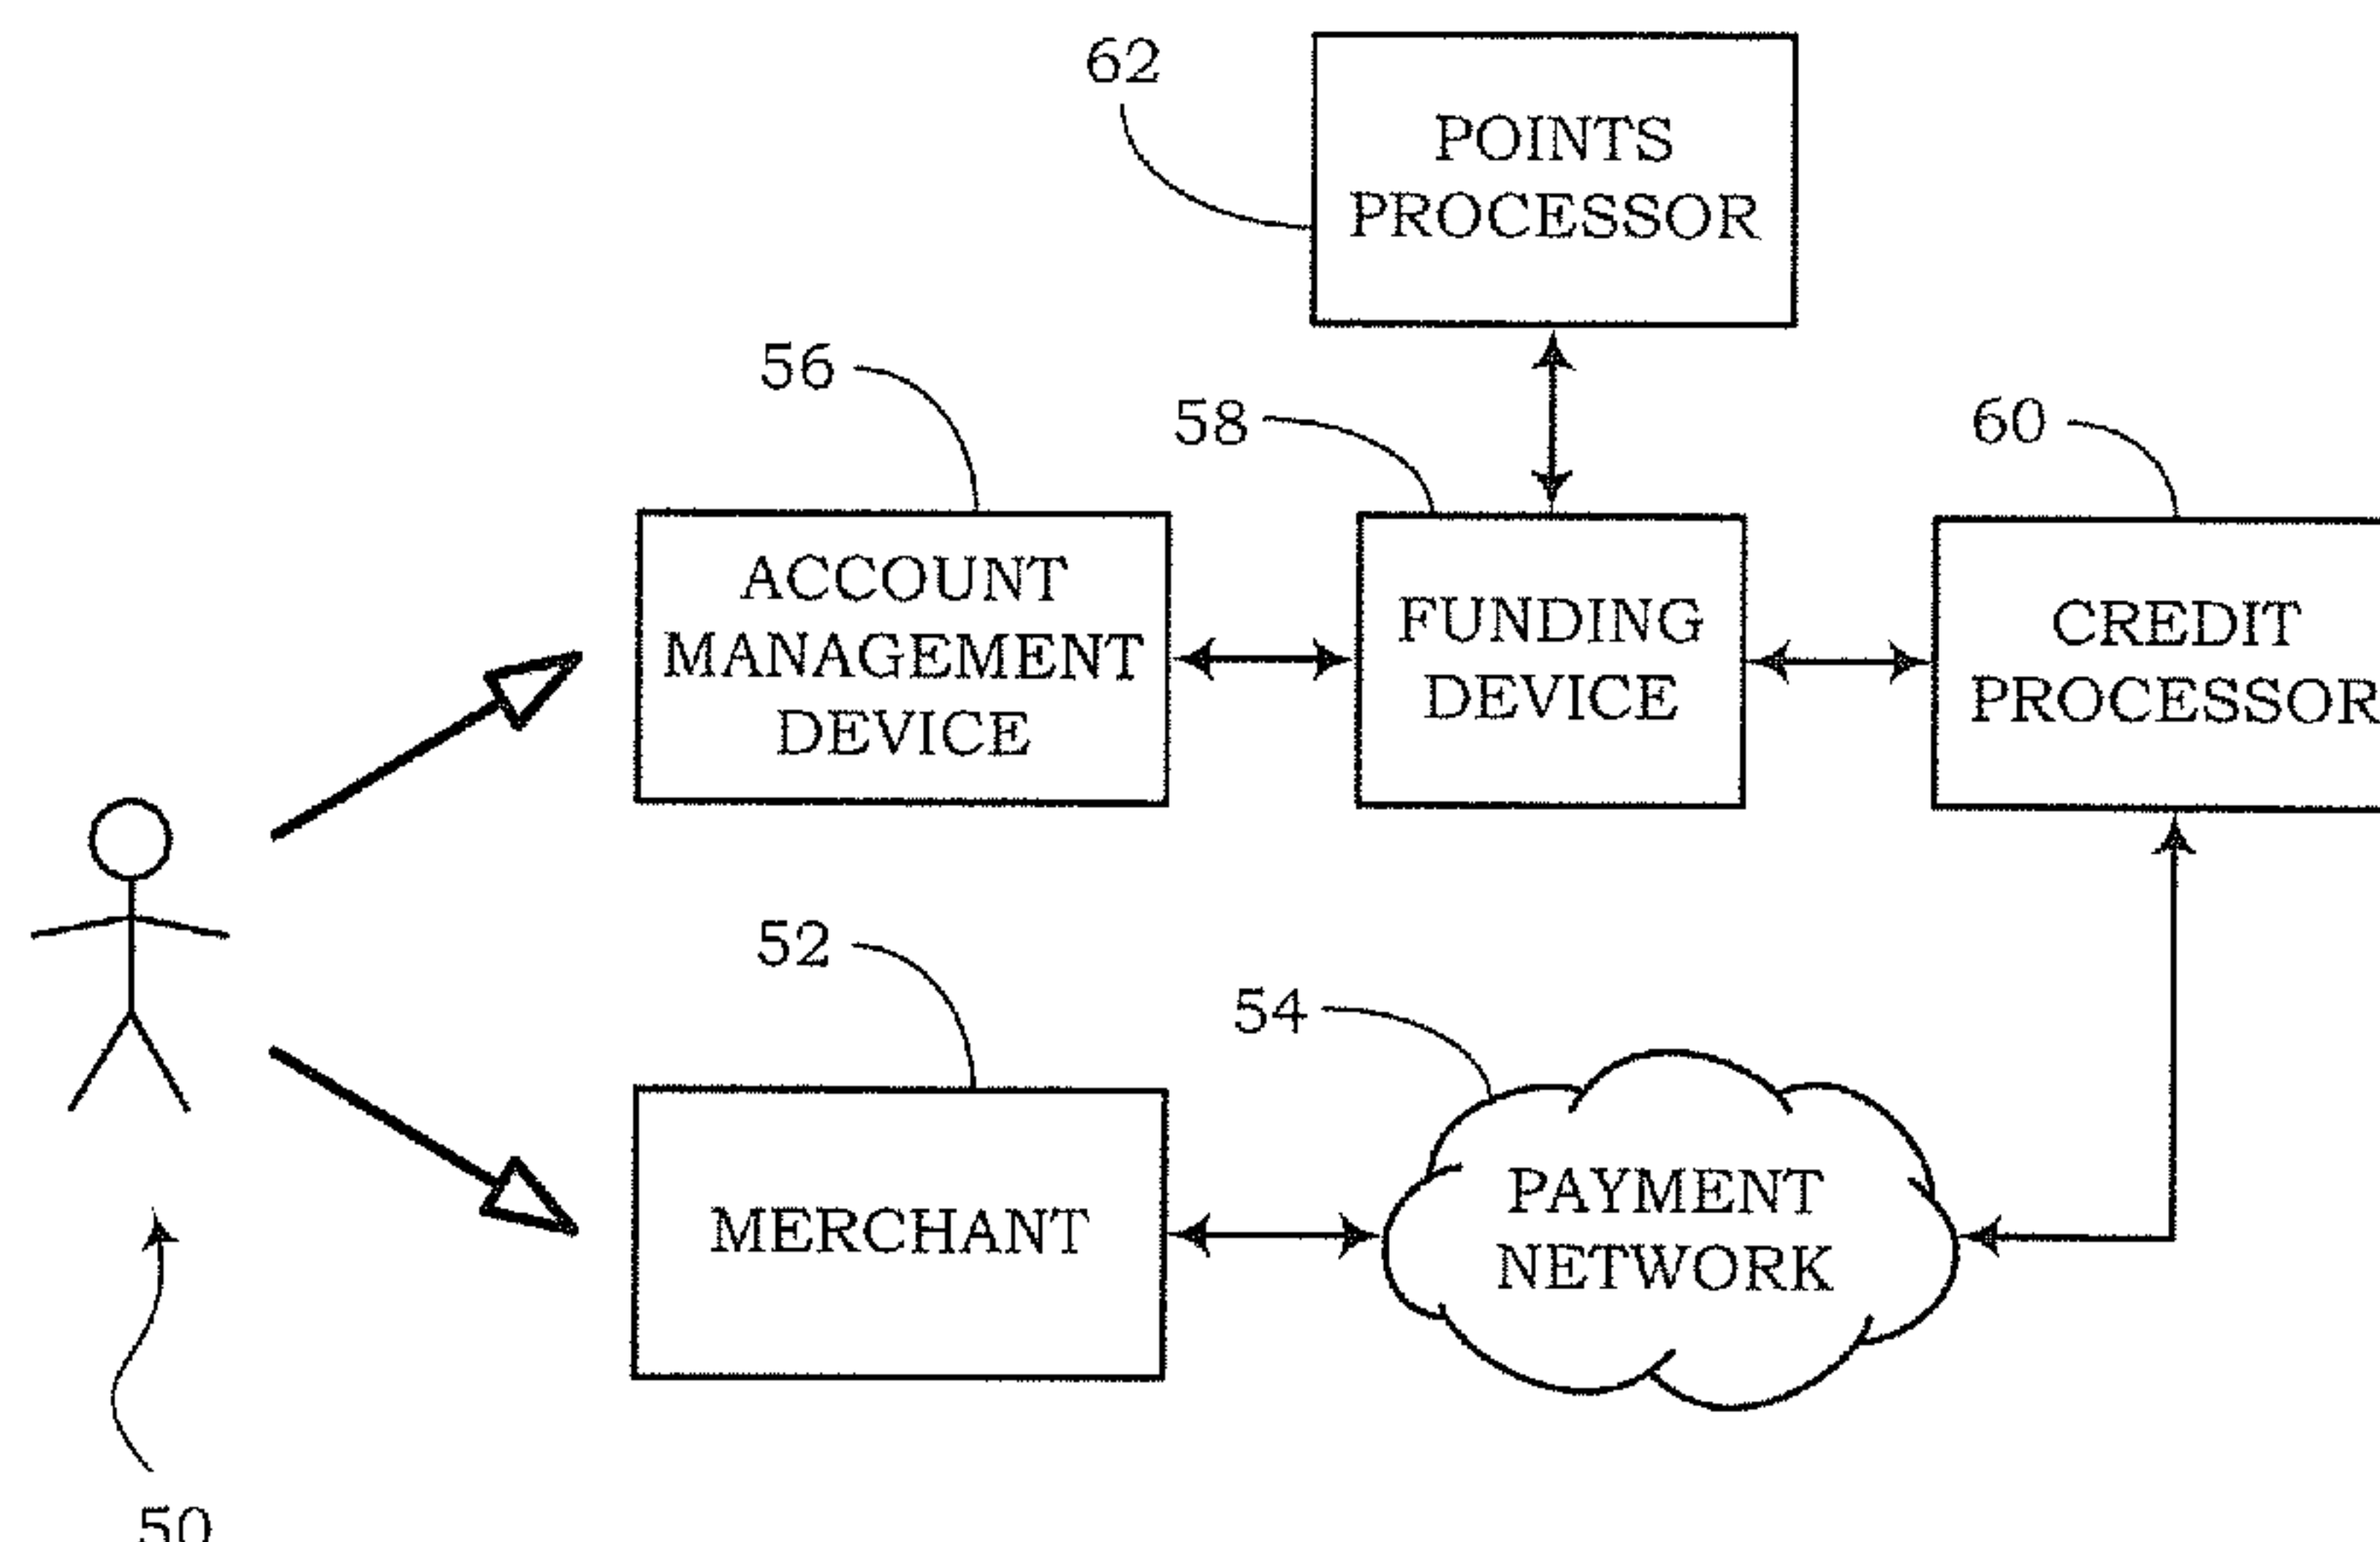 62
POINTS
PROCESSOR
56
58
60
ACCOUNT
MANAGEMENT
DEVICE
FUNDING
DEVICE
CREDIT
PROCESSOR
52
54
MERCHANT
PAYMENT
NETWORK
50